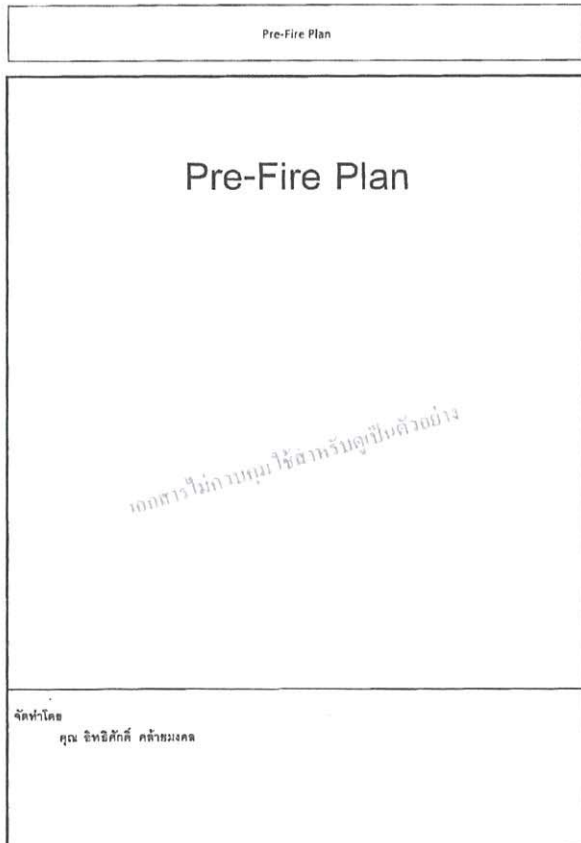 Pre-Fire Plan
Pre-Fire Plan
เอกสารไม่ควบคุม ใช้สำหรับดูเป็นตัวอย่าง
จัดทำโดย
คุณ อิทธิศักดิ์ คล้ายมงคล